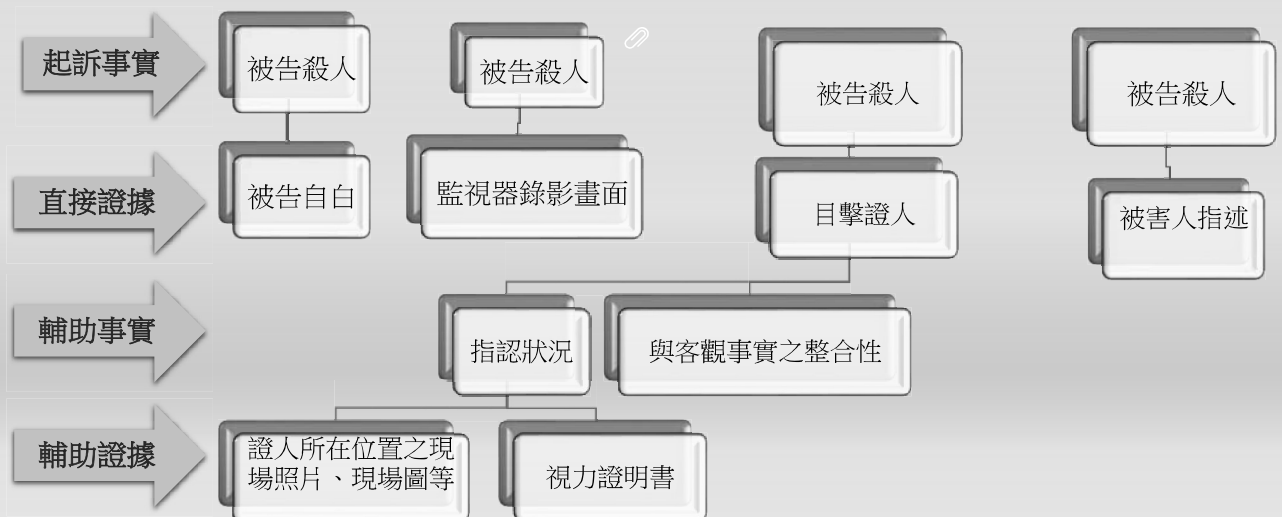 起訴事實
被告殺人
被告殺人
被告殺人
被告殺人
直接證據
被告自白
監視器錄影畫面
目擊證人
被害人指述
輔助事實
指認狀況
與客觀事實之整合性
輔助證據
證人所在位置之現
場照片、現場圖等
視力證明書